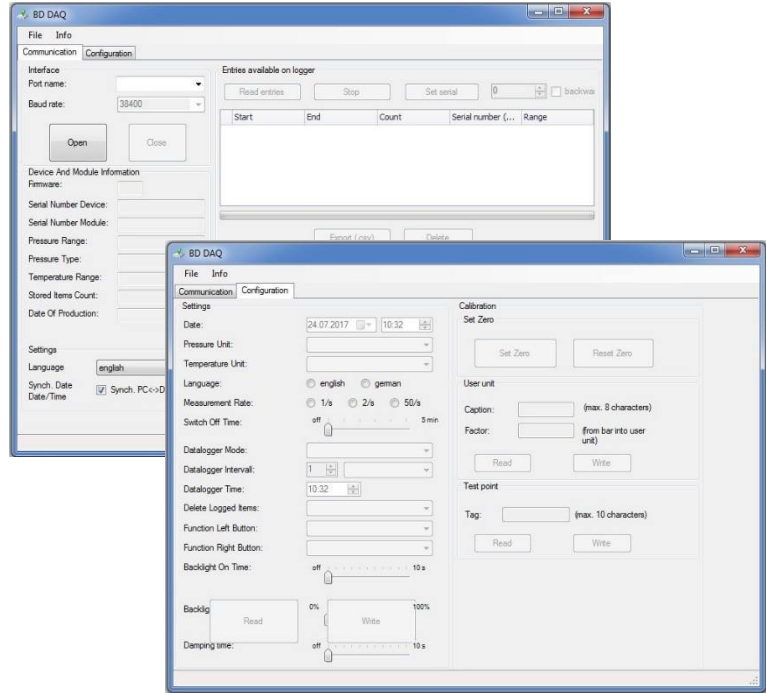 BD DAQ
File Info
Communication Configuration
Interface
Port name:
Baud rate: 38400
Open Close
Device And Module Information
Firmware:
Serial Number Device:
Serial Number Module:
Pressure Range:
Pressure Type:
Temperature Range:
Stored Items Count:
Date Of Production:
Settings
Language english
Synch. Date Date/Time Synch. PC<->D
Entries available on logger
Read entries Stop Set serial 0 backwa
Start End Count Serial number (... Range
Export (.csv) Delete
BD DAQ
File Info
Communication Configuration
Settings
Date: 24.07.2017 10:32
Pressure Unit:
Temperature Unit:
Language: english german
Measurement Rate: 1/s 2/s 50/s
Switch Off Time: off 5 min
Datalogger Mode:
Datalogger Intervall: 1
Datalogger Time: 10:32
Delete Logged Items:
Function Left Button:
Function Right Button:
Backlight On Time: off 10 s
Backlig 0% 100%
Read Write
Damping time: off 10 s
Calibration
Set Zero
Set Zero Reset Zero
User unit
Caption: (max. 8 characters)
Factor: (from bar into user
unit)
Read Write
Test point
Tag: (max. 10 characters)
Read Write